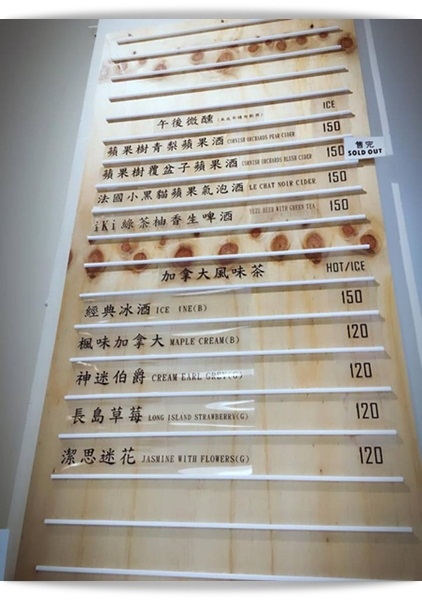 ICE
午後微醺
蘋果樹青梨蘋果酒 CORNISH ORCHARDS PEAR CIDER 150
售完
SOLD OUT
蘋果樹覆盆子蘋果酒 CORNISH ORCHARDS BLUSH CIDER 150
法國小黑貓蘋果氣泡酒 LE CHAT NOIR CIDER 150
iKi 綠茶柚香生啤酒 BEER WITH GREEN TEA 150
加拿大風味茶 HOT/ICE
經典冰酒 ICE INE(B) 150
楓味加拿大 MAPLE CREAM(B) 120
神迷伯爵 CREAM EARL GREY(G) 120
長島草莓 LONG ISLAND STRAWBERRY(G) 120
潔思迷花 JASMINE WITH FLOWERS(G) 120